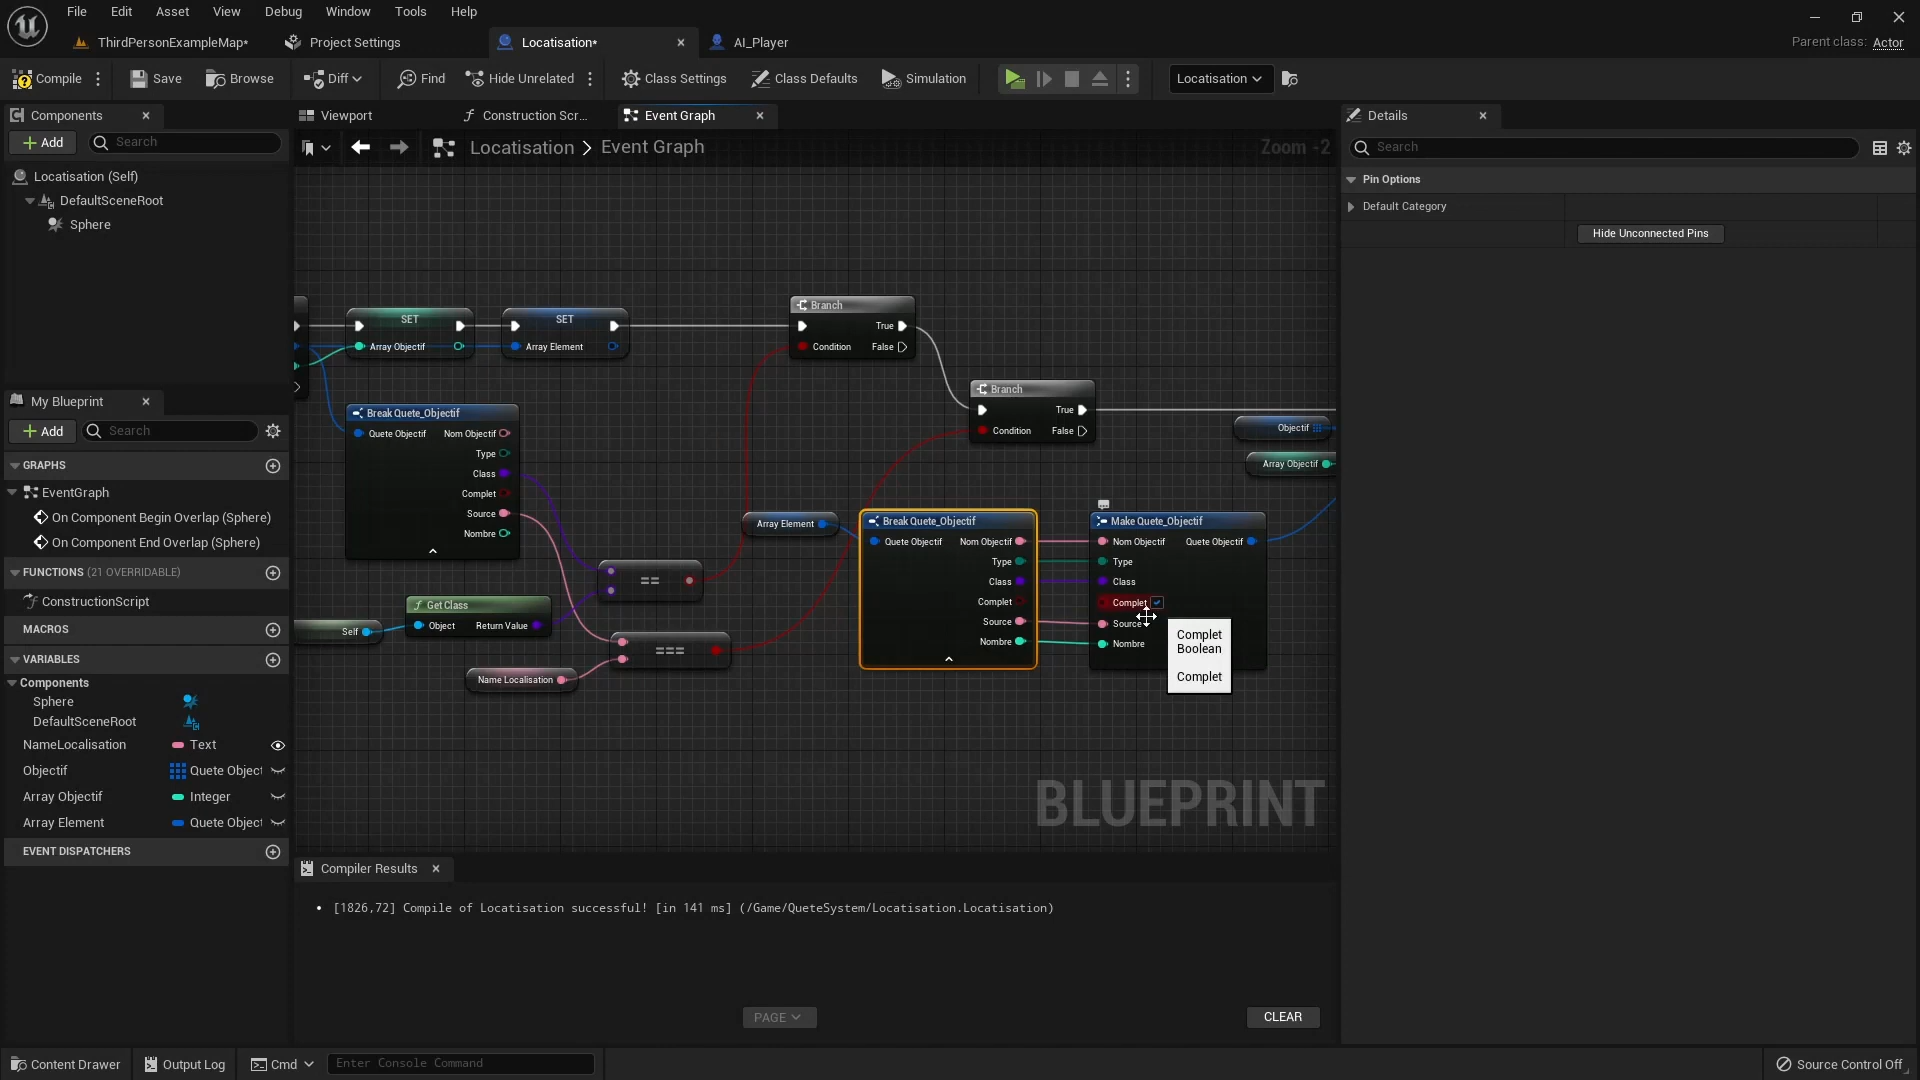 File Edit Asset View Debug Window Tools Help
ThirdPersonExampleMap* Project Settings Locatisation* AI_Player
Parent class: Actor
Compile Save Browse Diff Find Hide Unrelated Class Settings Class Defaults Simulation Locatisation
Components
Add Search
Locatisation (Self)
DefaultSceneRoot
Sphere
My Blueprint
Add Search
GRAPHS
EventGraph
On Component Begin Overlap (Sphere)
On Component End Overlap (Sphere)
FUNCTIONS (21 OVERRIDABLE)
ConstructionScript
MACROS
VARIABLES
Components
Sphere
DefaultSceneRoot
NameLocalisation Text
Objectif Quete Object
Array Objectif Integer
Array Element Quete Object
EVENT DISPATCHERS
Viewport Construction Scr... Event Graph
Locatisation > Event Graph
Zoom -2
SET
Array Objectif
SET
Array Element
Branch
True
Condition False
Branch
True
Condition False
Objectif
Array Objectif
Break Quete_Objectif
Quete Objectif Nom Objectif
Type
Class
Complet
Source
Nombre
Get Class
Self
Object Return Value
==
===
Name Localisation
Array Element
Break Quete_Objectif
Quete Objectif Nom Objectif
Type
Class
Complet
Source
Nombre
Make Quete_Objectif
Nom Objectif Quete Objectif
Type
Class
Complet
Source
Nombre
Complet
Boolean
Complet
BLUEPRINT
Compiler Results
[1826,72] Compile of Locatisation successful! [in 141 ms] (/Game/QueteSystem/Locatisation.Locatisation)
PAGE
CLEAR
Details
Search
Pin Options
Default Category
Hide Unconnected Pins
Content Drawer Output Log Cmd Enter Console Command
Source Control Off